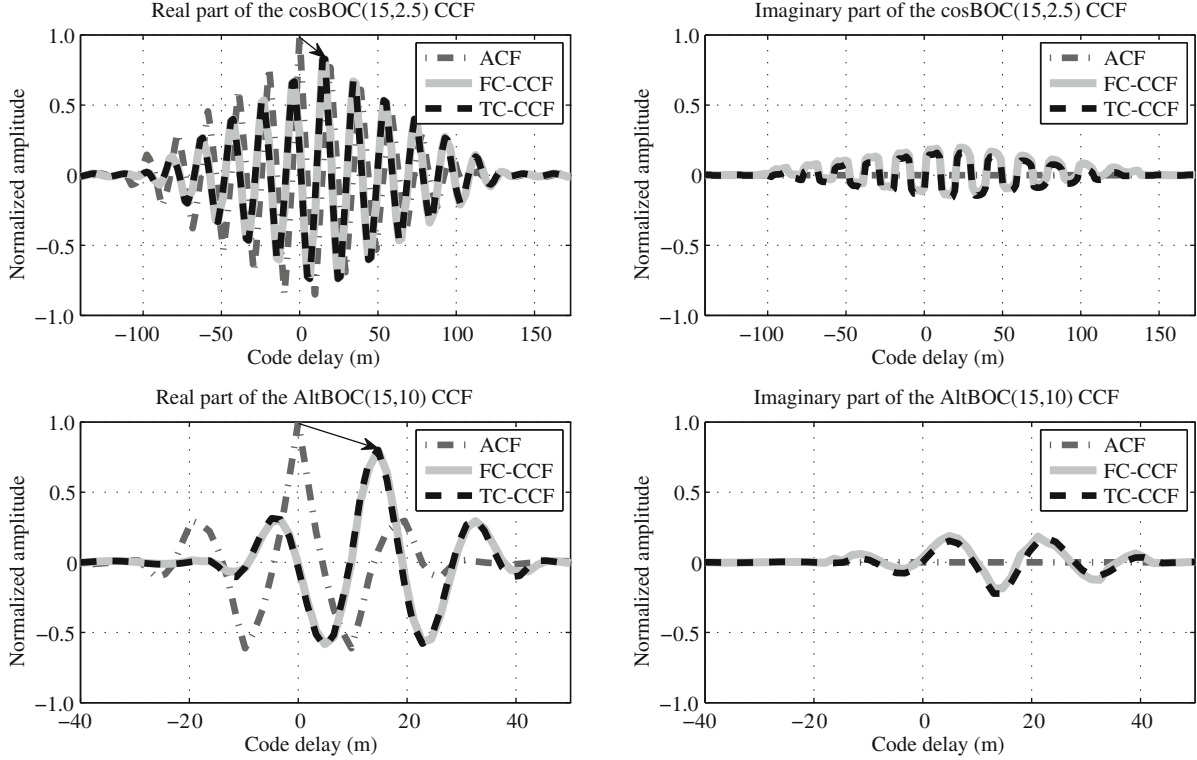 Real part of the cosBOC(15,2.5) CCF
1.0
0.5
0
−0.5
−1.0
Normalized amplitude
ACF
FC-CCF
TC-CCF
−100 −50 0 50 100 150
Code delay (m)
Imaginary part of the cosBOC(15,2.5) CCF
1.0
0.5
0
−0.5
−1.0
Normalized amplitude
ACF
FC-CCF
TC-CCF
−100 −50 0 50 100 150
Code delay (m)
Real part of the AltBOC(15,10) CCF
1.0
0.5
0
−0.5
−1.0
Normalized amplitude
ACF
FC-CCF
TC-CCF
−40 −20 0 20 40
Code delay (m)
Imaginary part of the AltBOC(15,10) CCF
1.0
0.5
0
−0.5
−1.0
Normalized amplitude
ACF
FC-CCF
TC-CCF
−40 −20 0 20 40
Code delay (m)